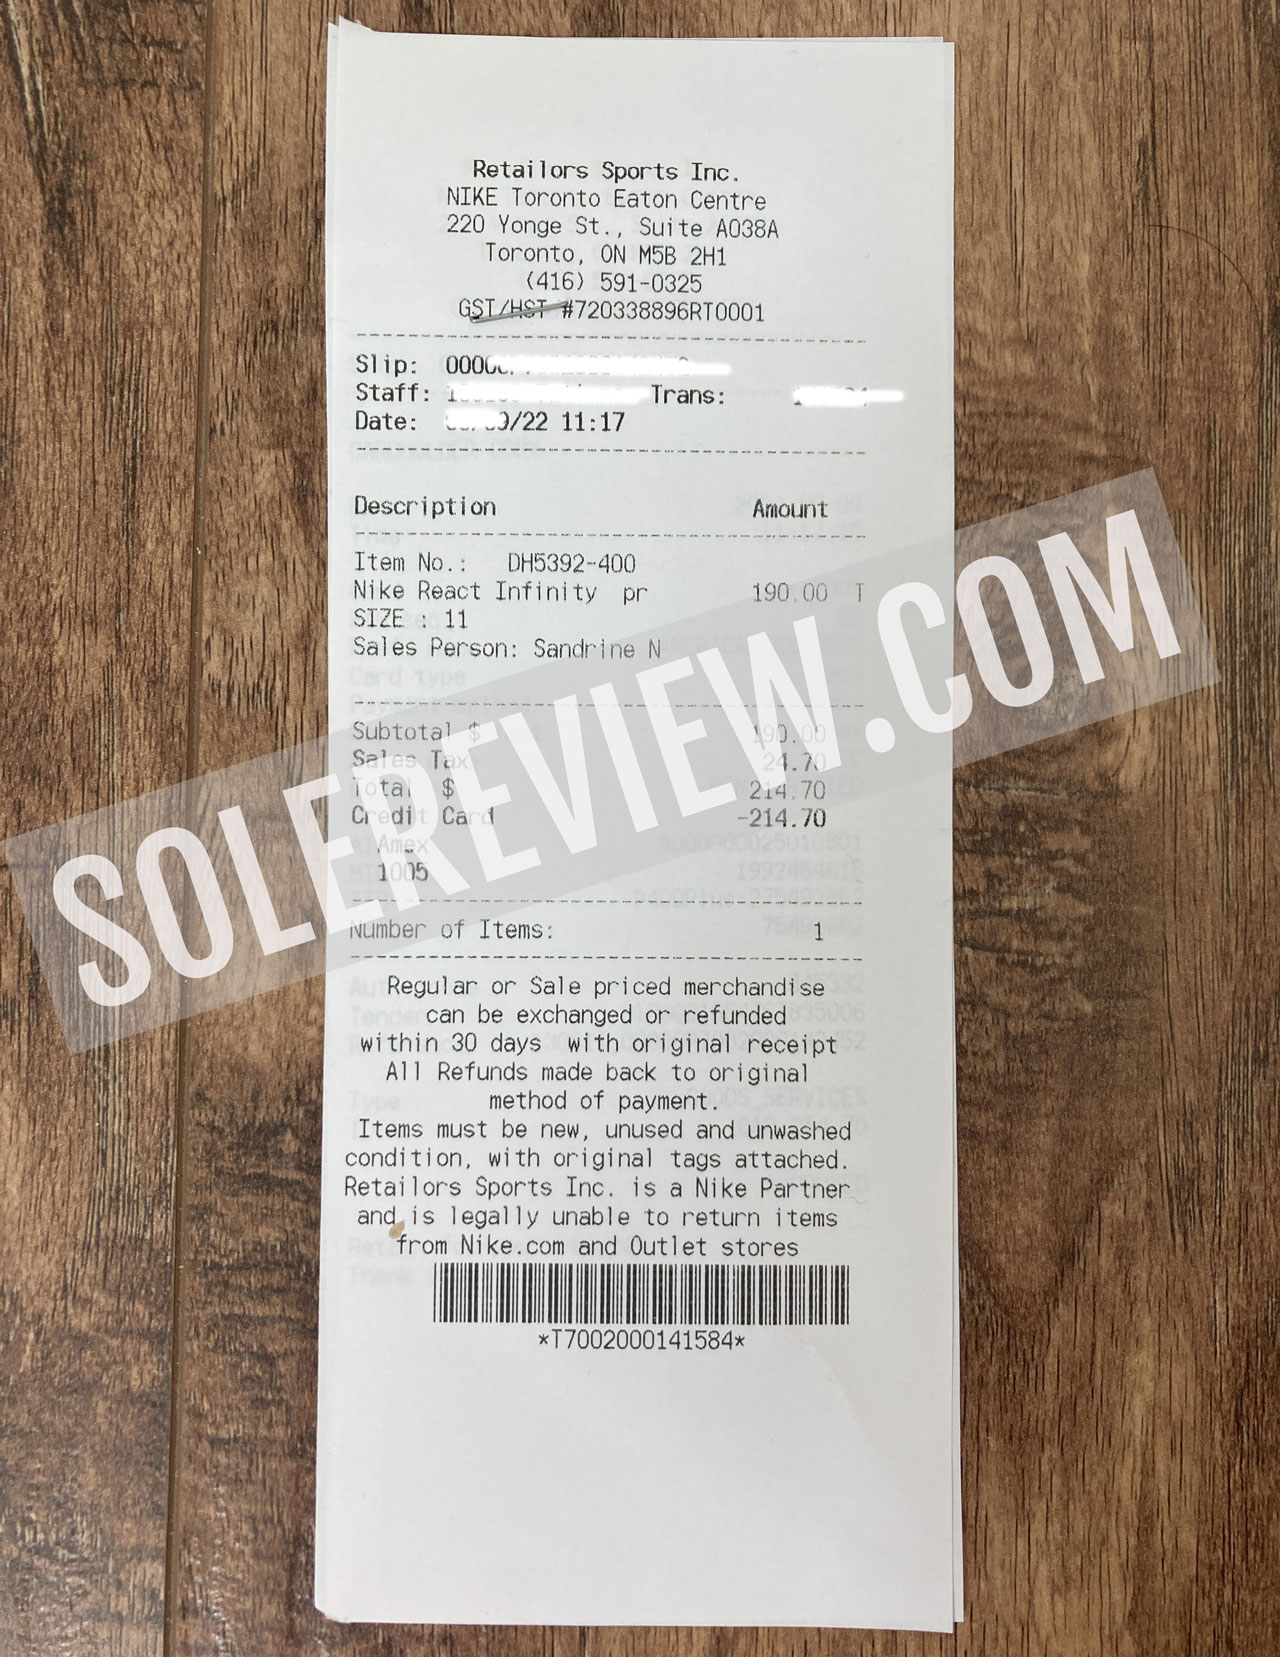 Retailors Sports Inc.
NIKE Toronto Eaton Centre
220 Yonge St., Suite A038A
Toronto, ON M5B 2H1
(416) 591-0325
GST/HST #720338896RT0001
Slip: 0000
Staff: Trans:
Date: /22 11:17
Description Amount
Item No.: DH5392-400
Nike React Infinity pr 190.00 T
SIZE : 11
Sales Person: Sandrine N
Card type
Subtotal $ 190.00
Sales Tax 24.70
Total $ 214.70
Credit Card -214.70
Amex
1005
Number of Items: 1
Regular or Sale priced merchandise
can be exchanged or refunded
within 30 days with original receipt
All Refunds made back to original
method of payment.
Items must be new, unused and unwashed
condition, with original tags attached.
Retailors Sports Inc. is a Nike Partner
and is legally unable to return items
from Nike.com and Outlet stores
*T7002000141584*
SOLEREVIEW.COM